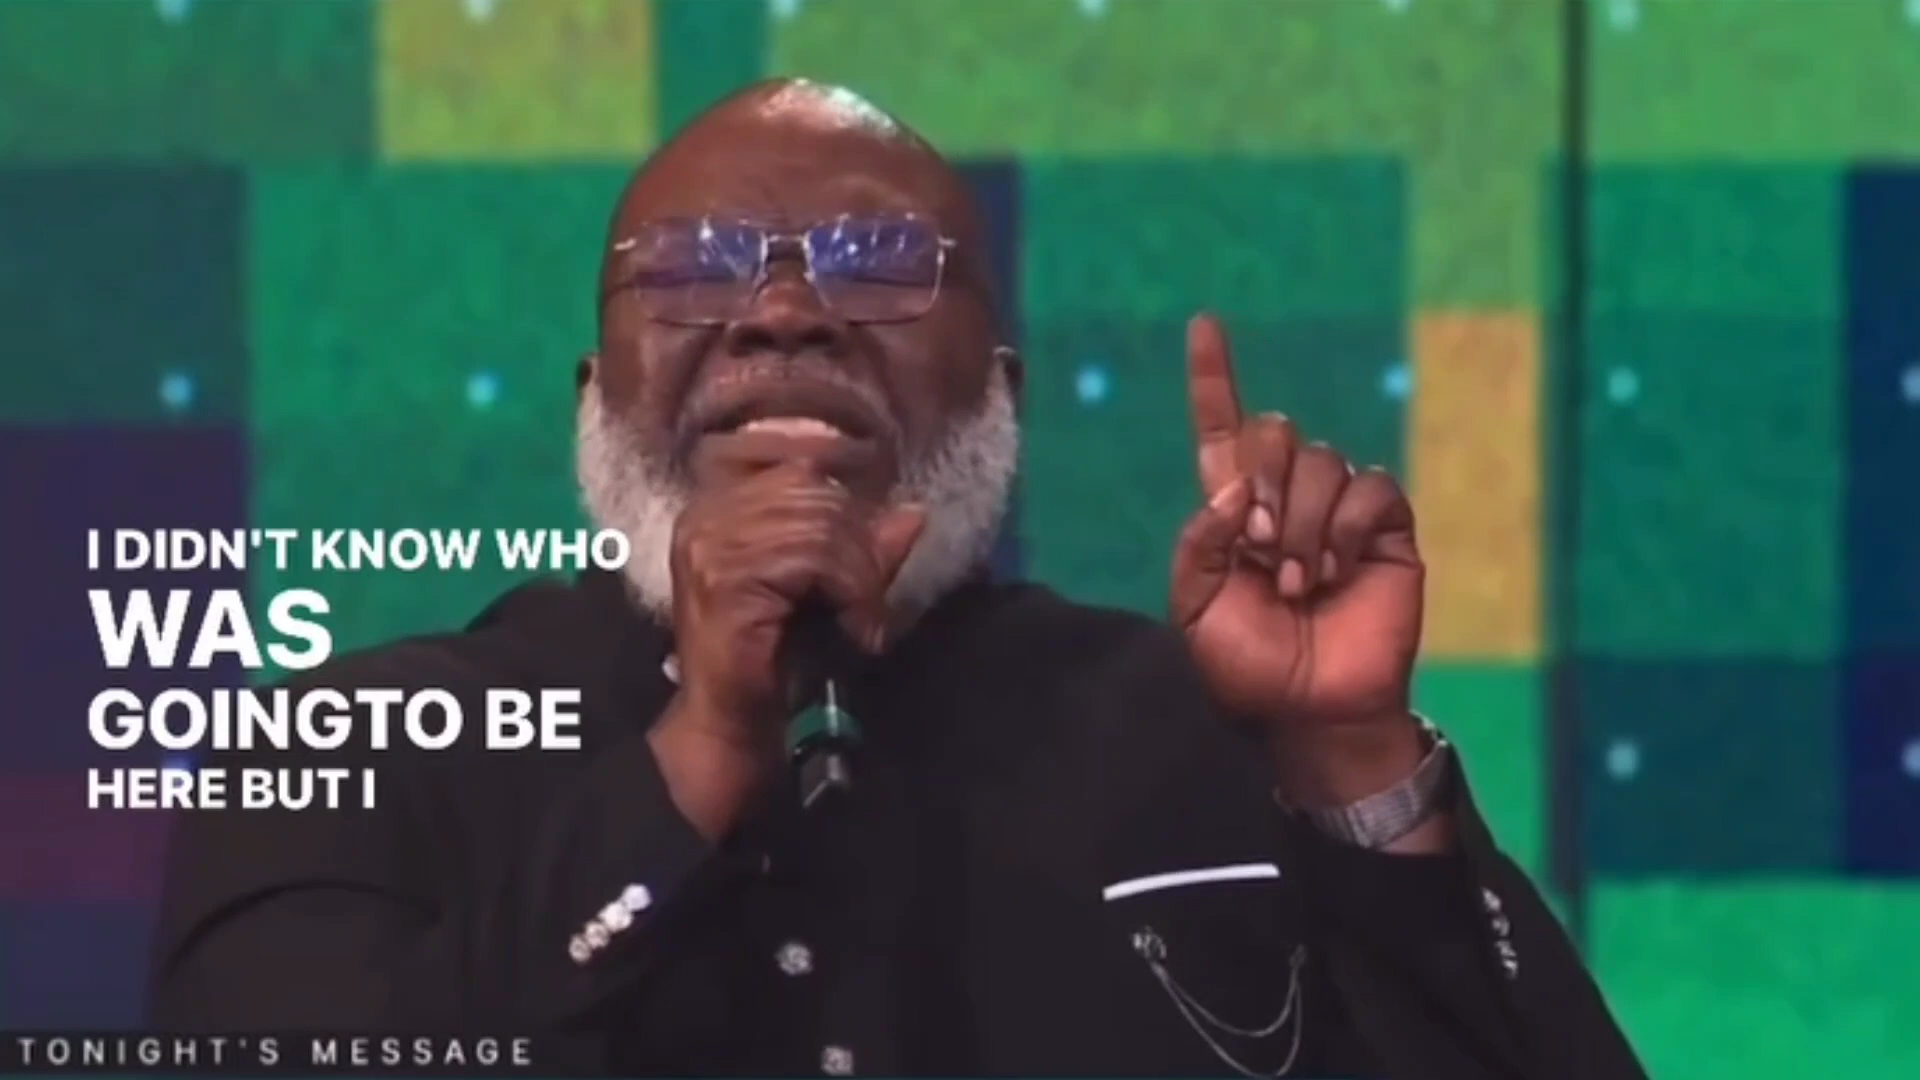 I DIDN'T KNOW WHO
WAS
GOINGTO BE
HERE BUT I
TONIGHT'S MESSAGE